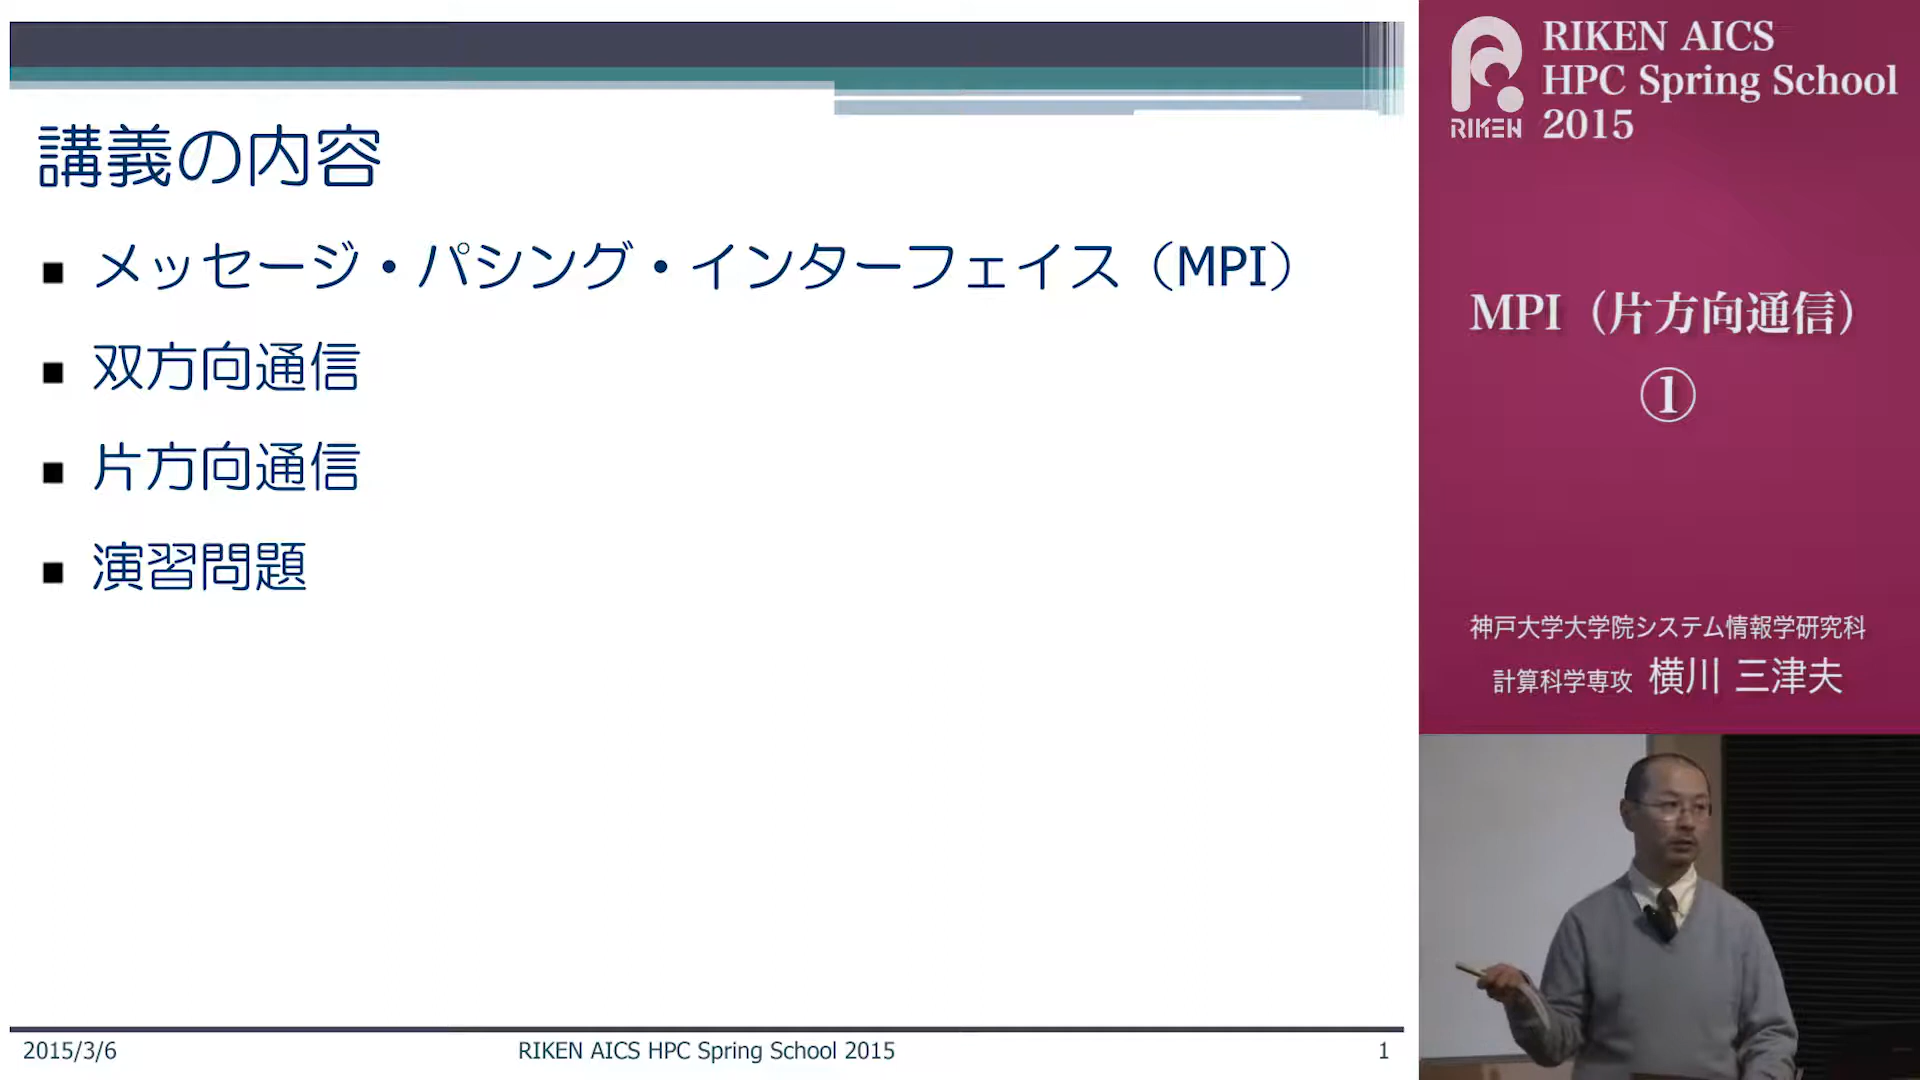 講義の内容
■ メッセージ・パシング・インターフェイス（MPI）
■ 双方向通信
■ 片方向通信
■ 演習問題
2015/3/6
RIKEN AICS HPC Spring School 2015
1
RIKEN
RIKEN AICS
HPC Spring School
2015
MPI（片方向通信）
①
神戸大学大学院システム情報学研究科
計算科学専攻 横川 三津夫